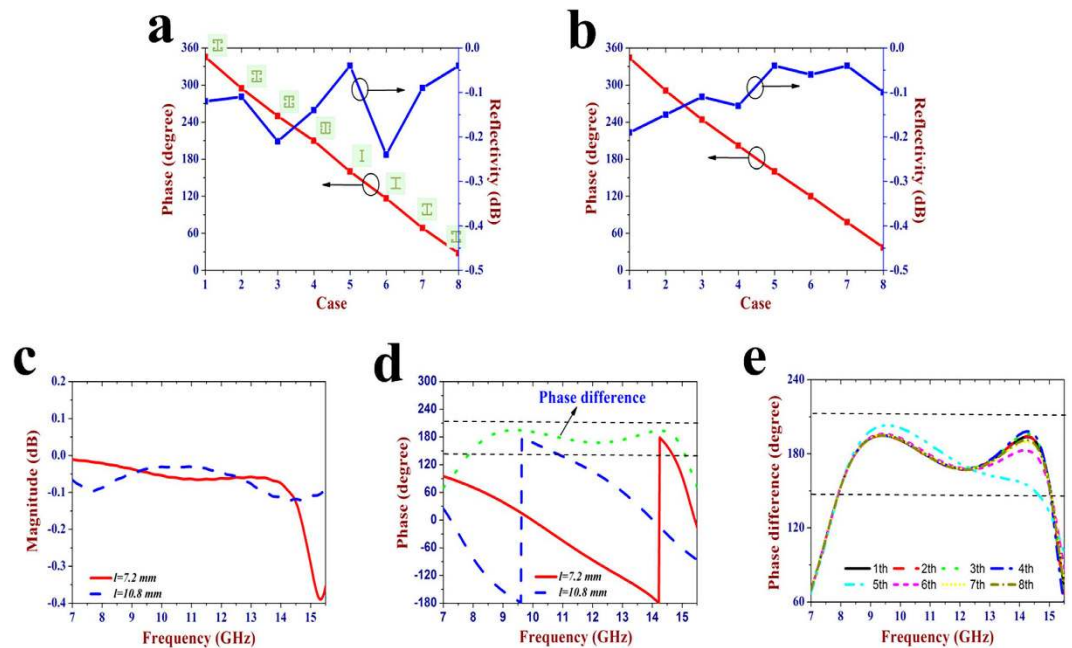 a
b
360
300
240
180
120
60
0
Phase (degree)
0.0
-0.1
-0.2
-0.3
-0.4
-0.5
Reflectivity (dB)
1 2 3 4 5 6 7 8
Case
360
300
240
180
120
60
0
Phase (degree)
0.0
-0.1
-0.2
-0.3
-0.4
-0.5
Reflectivity (dB)
1 2 3 4 5 6 7 8
Case
c
d
e
0.2
0.1
0.0
-0.1
-0.2
-0.3
-0.4
Magnitude (dB)
l=7.2 mm
l=10.8 mm
7 8 9 10 11 12 13 14 15
Frequency (GHz)
300
240
180
120
60
0
-60
-120
-180
Phase (degree)
Phase difference
l=7.2 mm
l=10.8 mm
7 8 9 10 11 12 13 14 15
Frequency (GHz)
240
180
120
60
Phase difference (degree)
1th 2th 3th 4th
5th 6th 7th 8th
7 8 9 10 11 12 13 14 15
Frequency (GHz)